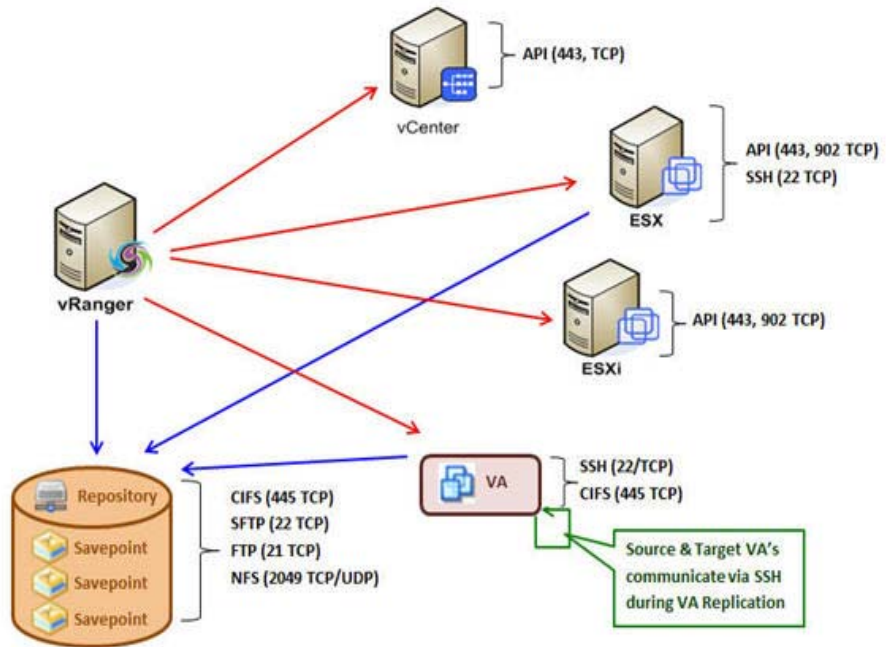 API (443, TCP)
vCenter
API (443, 902 TCP)
SSH (22 TCP)
ESX
vRanger
API (443, 902 TCP)
ESXi
Repository
Savepoint
Savepoint
Savepoint
CIFS (445 TCP)
SFTP (22 TCP)
FTP (21 TCP)
NFS (2049 TCP/UDP)
VA
SSH (22/TCP)
CIFS (445 TCP)
Source & Target VA's
communicate via SSH
during VA Replication